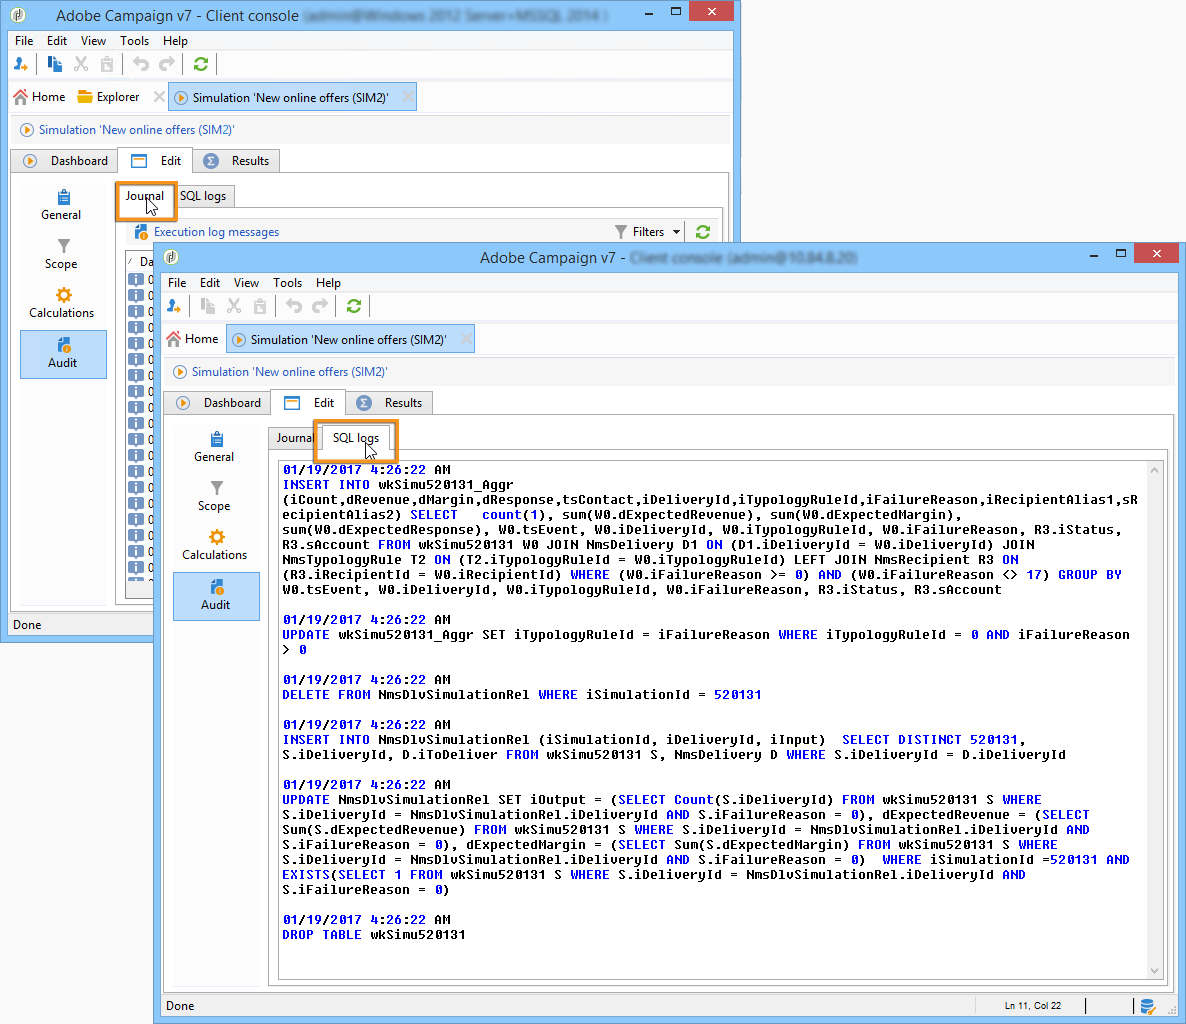 Adobe Campaign v7 - Client console (admin@Windows 2012 Server+MSSQL 2014 )
File Edit View Tools Help
Home Explorer Simulation 'New online offers (SIM2)'
Simulation 'New online offers (SIM2)'
Dashboard Edit Results
General
Scope
Calculations
Audit
Journal SQL logs
Execution log messages Filters
Done
Adobe Campaign v7 - Client console (admin@10.84.8.20)
File Edit View Tools Help
Home Simulation 'New online offers (SIM2)'
Simulation 'New online offers (SIM2)'
Dashboard Edit Results
General
Scope
Calculations
Audit
Journal SQL logs
01/19/2017 4:26:22 AM
INSERT INTO wkSimu520131_Aggr
(iCount,dRevenue,dMargin,dResponse,tsContact,iDeliveryId,iTypologyRuleId,iFailureReason,iRecipientAlias1,sR
ecipientAlias2) SELECT   count(1), sum(W0.dExpectedRevenue), sum(W0.dExpectedMargin),
sum(W0.dExpectedResponse), W0.tsEvent, W0.iDeliveryId, W0.iTypologyRuleId, W0.iFailureReason, R3.iStatus,
R3.sAccount FROM wkSimu520131 W0 JOIN NmsDelivery D1 ON (D1.iDeliveryId = W0.iDeliveryId) JOIN
NmsTypologyRule T2 ON (T2.iTypologyRuleId = W0.iTypologyRuleId) LEFT JOIN NmsRecipient R3 ON
(R3.iRecipientId = W0.iRecipientId) WHERE (W0.iFailureReason >= 0) AND (W0.iFailureReason <> 17) GROUP BY
W0.tsEvent, W0.iDeliveryId, W0.iTypologyRuleId, W0.iFailureReason, R3.iStatus, R3.sAccount
01/19/2017 4:26:22 AM
UPDATE wkSimu520131_Aggr SET iTypologyRuleId = iFailureReason WHERE iTypologyRuleId = 0 AND iFailureReason
> 0
01/19/2017 4:26:22 AM
DELETE FROM NmsDlvSimulationRel WHERE iSimulationId = 520131
01/19/2017 4:26:22 AM
INSERT INTO NmsDlvSimulationRel (iSimulationId, iDeliveryId, iInput)  SELECT DISTINCT 520131,
S.iDeliveryId, D.iToDeliver FROM wkSimu520131 S, NmsDelivery D WHERE S.iDeliveryId = D.iDeliveryId
01/19/2017 4:26:22 AM
UPDATE NmsDlvSimulationRel SET iOutput = (SELECT Count(S.iDeliveryId) FROM wkSimu520131 S WHERE
S.iDeliveryId = NmsDlvSimulationRel.iDeliveryId AND S.iFailureReason = 0), dExpectedRevenue = (SELECT
Sum(S.dExpectedRevenue) FROM wkSimu520131 S WHERE S.iDeliveryId = NmsDlvSimulationRel.iDeliveryId AND
S.iFailureReason = 0), dExpectedMargin = (SELECT Sum(S.dExpectedMargin) FROM wkSimu520131 S WHERE
S.iDeliveryId = NmsDlvSimulationRel.iDeliveryId AND S.iFailureReason = 0)  WHERE iSimulationId =520131 AND
EXISTS(SELECT 1 FROM wkSimu520131 S WHERE S.iDeliveryId = NmsDlvSimulationRel.iDeliveryId AND
S.iFailureReason = 0)
01/19/2017 4:26:22 AM
DROP TABLE wkSimu520131
Done Ln 11, Col 22